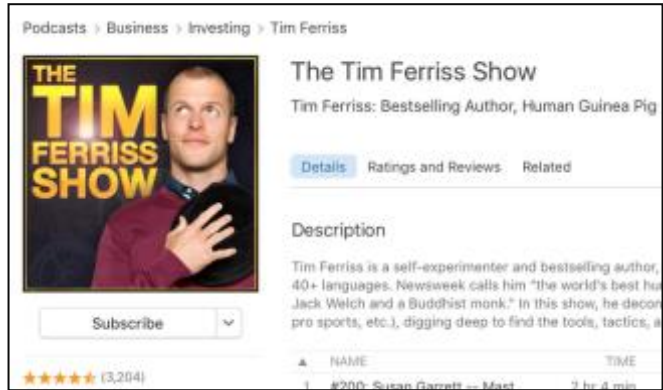 Podcasts > Business > Investing > Tim Ferriss
THE
TIM
FERRISS
SHOW
The Tim Ferriss Show
Tim Ferriss: Bestselling Author, Human Guinea Pig
Details Ratings and Reviews Related
Description
Tim Ferriss is a self-experimenter and bestselling author,
40+ languages. Newsweek calls him "the world's best hu
Jack Welch and a Buddhist monk." In this show, he decon
pro sports, etc.), digging deep to find the tools, tactics, a
Subscribe
NAME TIME
(3,204)
1 #200: Susan Garrett -- Mast 2 hr 4 min